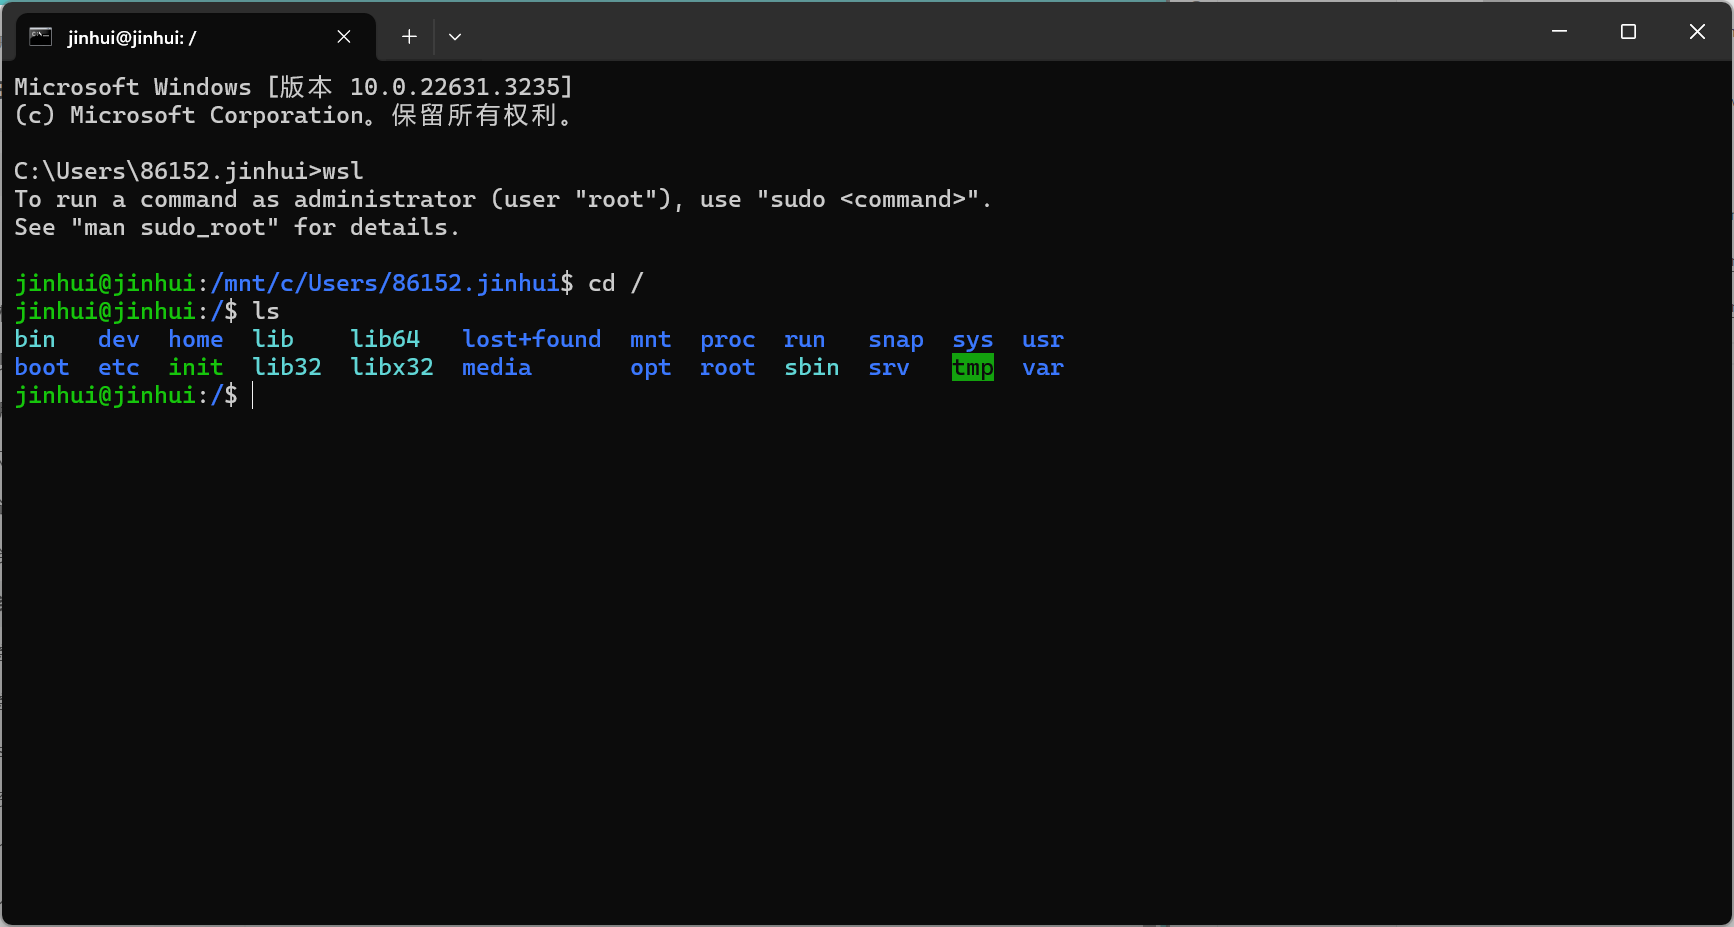 jinhui@jinhui: /
Microsoft Windows [版本 10.0.22631.3235]
(c) Microsoft Corporation。保留所有权利。
C:\Users\86152.jinhui>wsl
To run a command as administrator (user "root"), use "sudo <command>".
See "man sudo_root" for details.
jinhui@jinhui:/mnt/c/Users/86152.jinhui$ cd /
jinhui@jinhui:/$ ls
bin   dev  home  lib    lib64   lost+found  mnt  proc  run   snap  sys  usr
boot  etc  init  lib32  libx32  media       opt  root  sbin  srv   tmp  var
jinhui@jinhui:/$